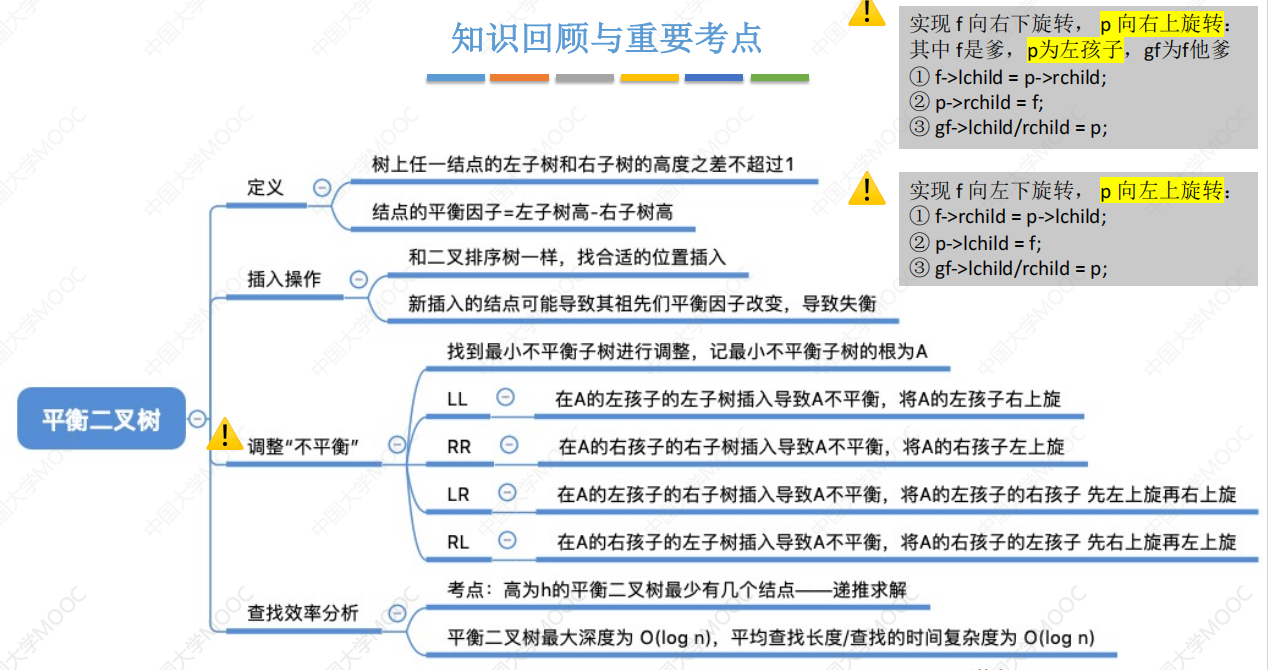 知识回顾与重要考点
实现 f 向右下旋转， p 向右上旋转：
其中 f是爹，p为左孩子，gf为f他爹
① f->lchild = p->rchild;
② p->rchild = f;
③ gf->lchild/rchild = p;
实现 f 向左下旋转， p 向左上旋转：
① f->rchild = p->lchild;
② p->lchild = f;
③ gf->lchild/rchild = p;
平衡二叉树
定义
树上任一结点的左子树和右子树的高度之差不超过1
结点的平衡因子=左子树高-右子树高
插入操作
和二叉排序树一样，找合适的位置插入
新插入的结点可能导致其祖先们平衡因子改变，导致失衡
调整“不平衡”
找到最小不平衡子树进行调整，记最小不平衡子树的根为A
LL 在A的左孩子的左子树插入导致A不平衡，将A的左孩子右上旋
RR 在A的右孩子的右子树插入导致A不平衡，将A的右孩子左上旋
LR 在A的左孩子的右子树插入导致A不平衡，将A的左孩子的右孩子 先左上旋再右上旋
RL 在A的右孩子的左子树插入导致A不平衡，将A的右孩子的左孩子 先右上旋再左上旋
查找效率分析
考点：高为h的平衡二叉树最少有几个结点——递推求解
平衡二叉树最大深度为 O(log n)，平均查找长度/查找的时间复杂度为 O(log n)
中国大学MOOC